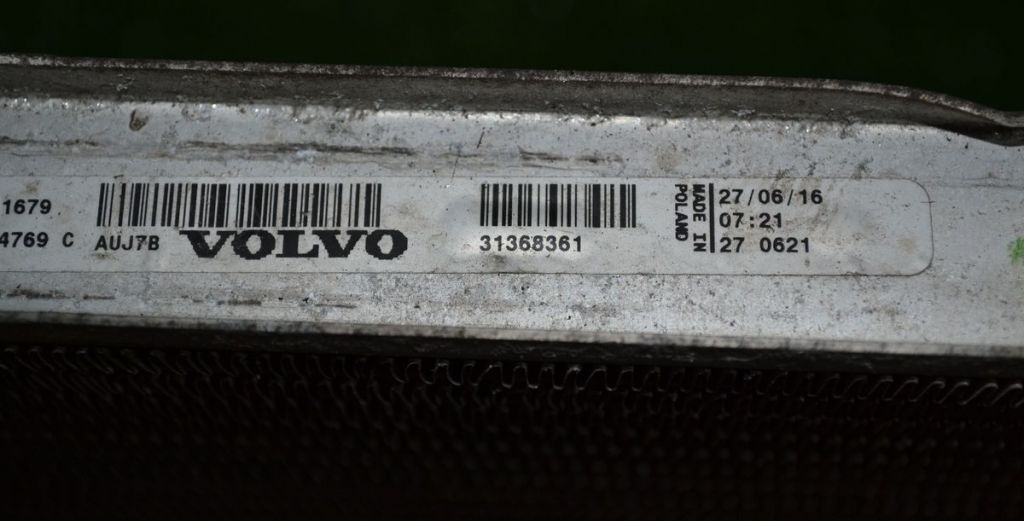 1679
4769 C AUJ7B VOLVO
31368361
MADE IN
POLAND
27/06/16
07:21
27 0621